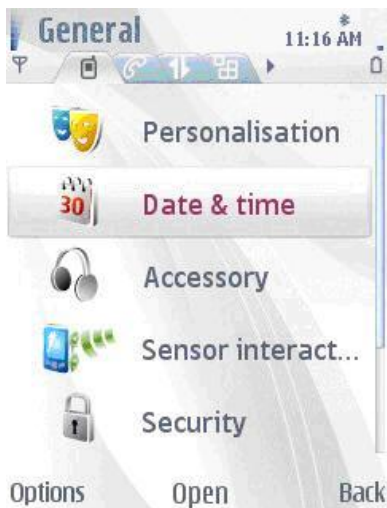 General
11:16 AM
Personalisation
30
Date & time
Accessory
Sensor interact...
Security
Options Open Back